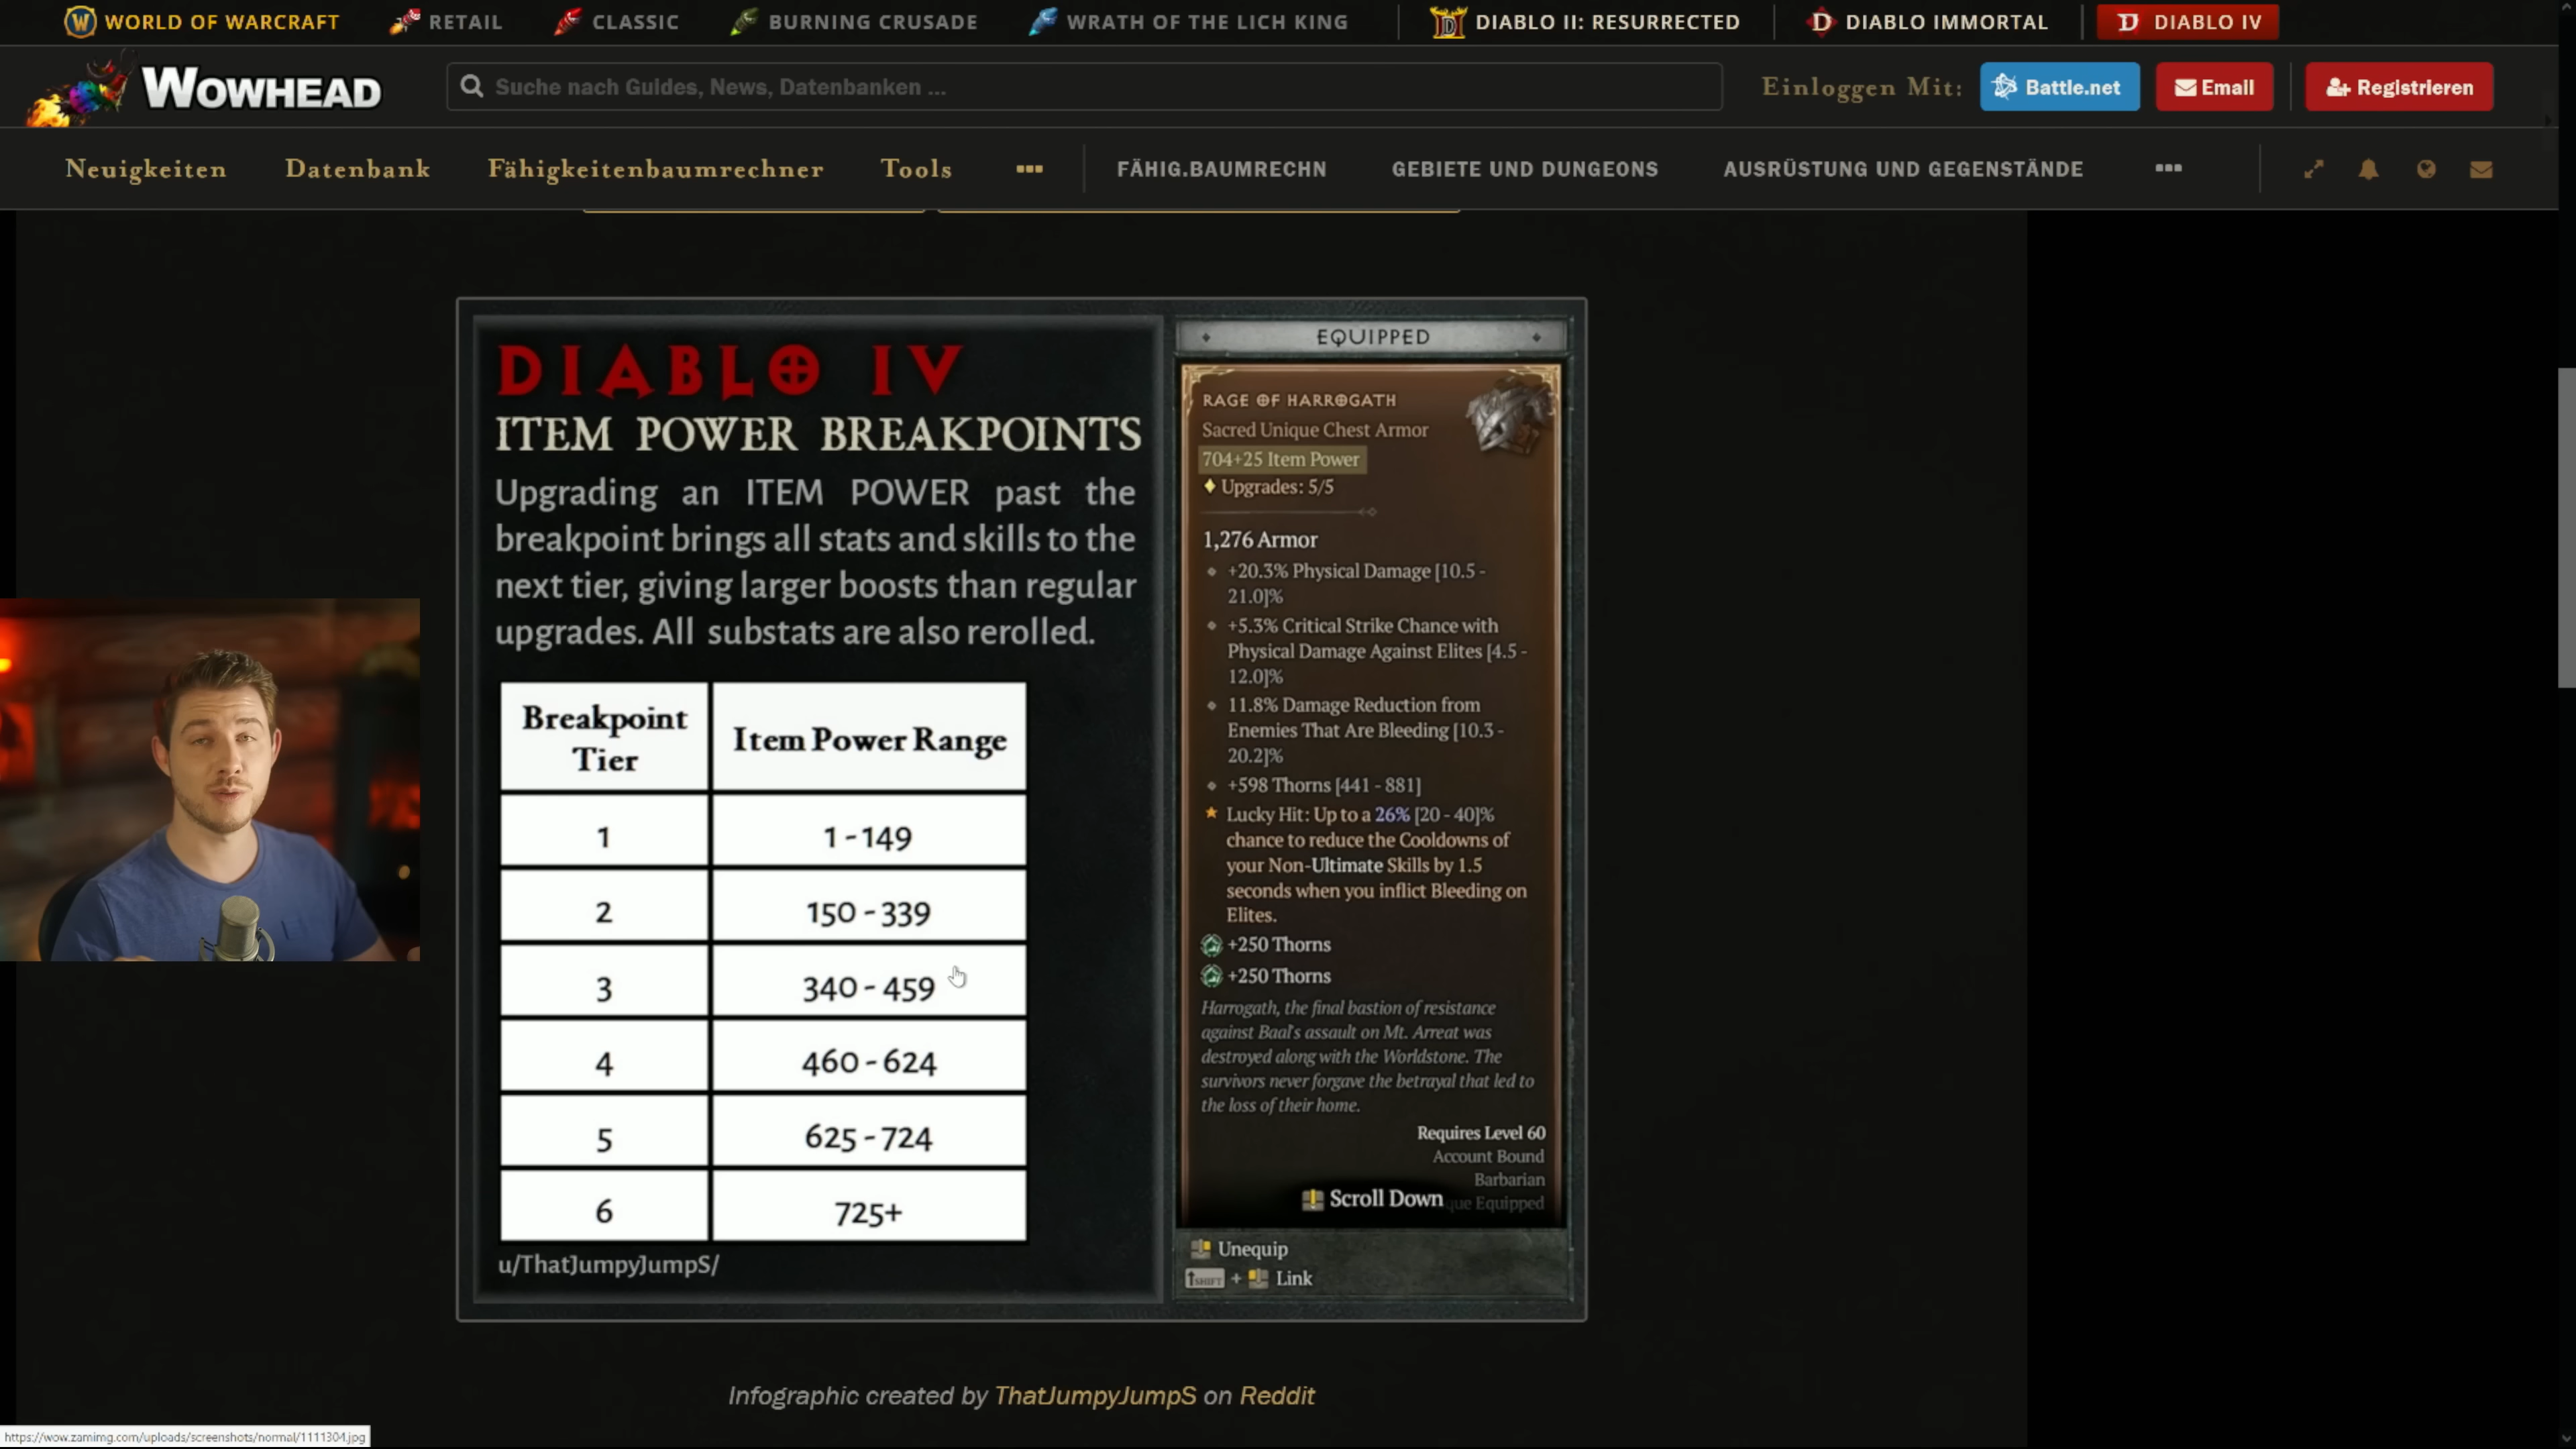 WORLD OF WARCRAFT RETAIL CLASSIC BURNING CRUSADE WRATH OF THE LICH KING DIABLO II: RESURRECTED DIABLO IMMORTAL DIABLO IV
WOWHEAD Suche nach Guides, News, Datenbanken ... Einloggen Mit: Battle.net Email Registrieren
Neuigkeiten Datenbank Fähigkeitenbaumrechner Tools ••• FÄHIG.BAUMRECHN GEBIETE UND DUNGEONS AUSRÜSTUNG UND GEGENSTÄNDE •••
DIABLO IV
ITEM POWER BREAKPOINTS
Upgrading an ITEM POWER past the
breakpoint brings all stats and skills to the
next tier, giving larger boosts than regular
upgrades. All substats are also rerolled.
Breakpoint
Tier
Item Power Range
1 1 - 149
2 150 - 339
3 340 - 459
4 460 - 624
5 625 - 724
6 725+
u/ThatJumpyJumpS/
EQUIPPED
RAGE OF HARROGATH
Sacred Unique Chest Armor
704+25 Item Power
Upgrades: 5/5
1,276 Armor
+20.3% Physical Damage [10.5 -
21.0]%
+5.3% Critical Strike Chance with
Physical Damage Against Elites [4.5 -
12.0]%
11.8% Damage Reduction from
Enemies That Are Bleeding [10.3 -
20.2]%
+598 Thorns [441 - 881]
Lucky Hit: Up to a 26% [20 - 40]%
chance to reduce the Cooldowns of
your Non-Ultimate Skills by 1.5
seconds when you inflict Bleeding on
Elites.
+250 Thorns
+250 Thorns
Harrogath, the final bastion of resistance
against Baal's assault on Mt. Arreat was
destroyed along with the Worldstone. The
survivors never forgave the betrayal that led to
the loss of their home.
Requires Level 60
Account Bound
Barbarian
Scroll Down que Equipped
Unequip
SHIFT + Link
Infographic created by ThatJumpyJumpS on Reddit
https://wow.zamimg.com/uploads/screenshots/normal/1111304.jpg